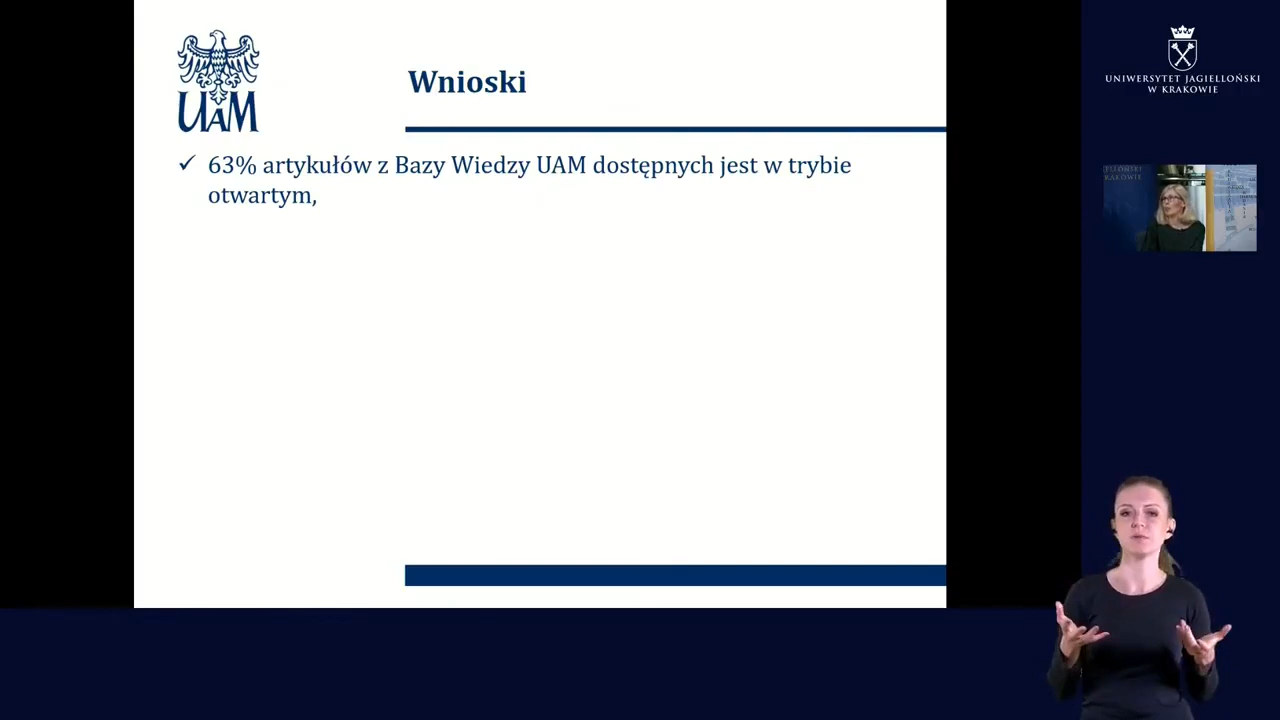 UAM
Wnioski
✓ 63% artykułów z Bazy Wiedzy UAM dostępnych jest w trybie
otwartym,
UNIWERSYTET JAGIELLOŃSKI
W KRAKOWIE